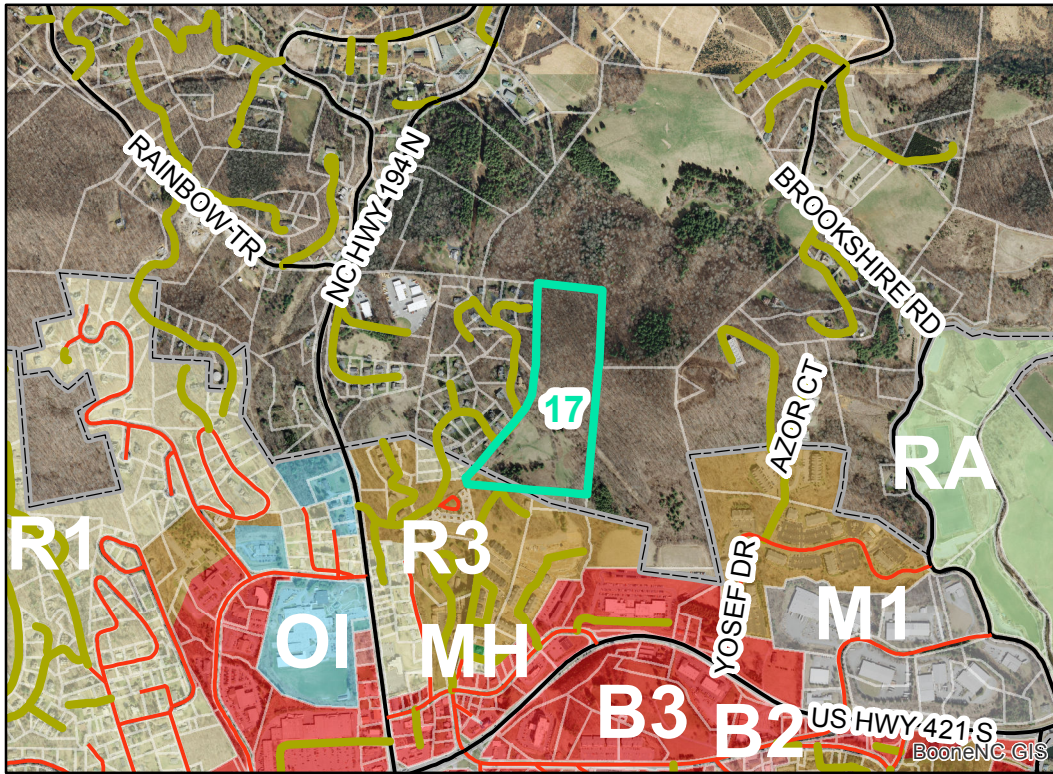 RAINBOW TR
NC HWY 194 N
BROOKSHIRE RD
17
AZOR CT
RA
R1
R3
YOSEF DR
M1
OI
MH
B3
B2
US HWY 421 S
BooneNC GIS